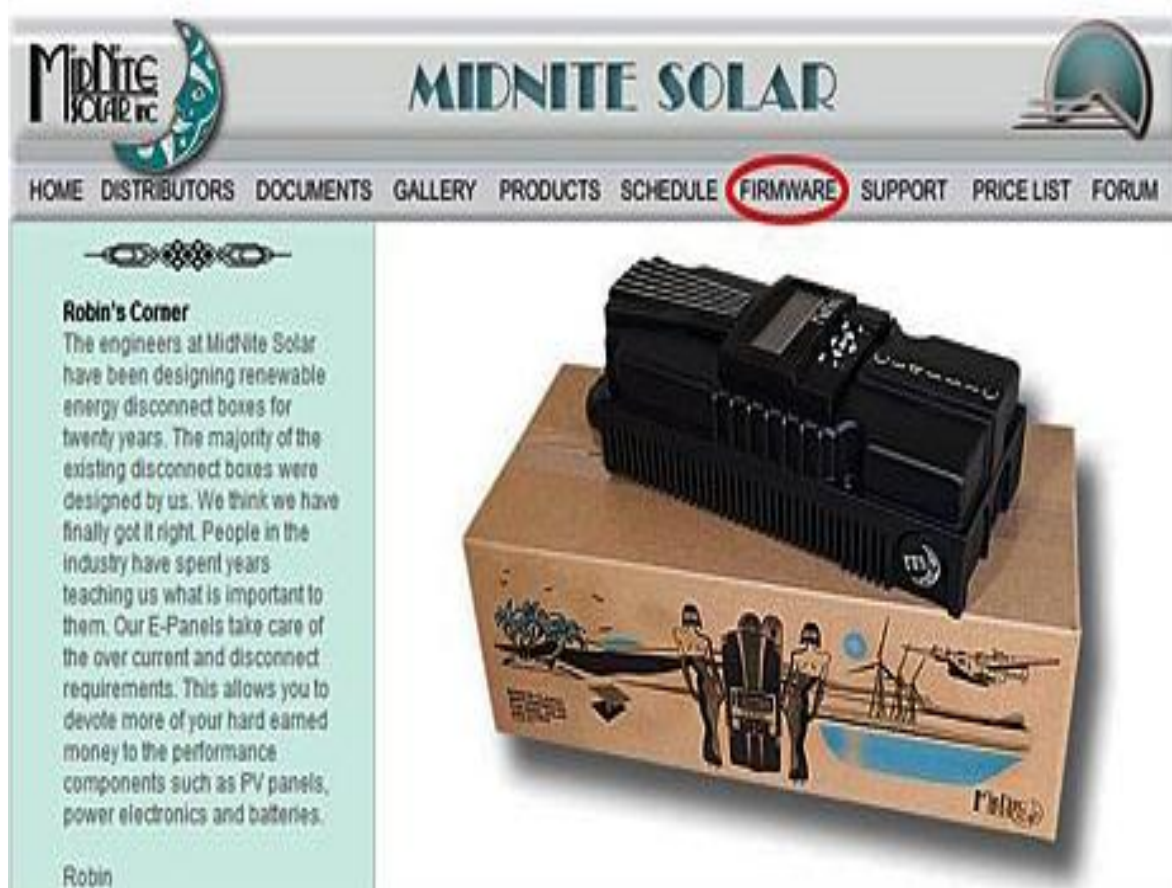 MIDNITE
SOLAR INC
MIDNITE SOLAR
HOME DISTRIBUTORS DOCUMENTS GALLERY PRODUCTS SCHEDULE FIRMWARE SUPPORT PRICE LIST FORUM
Robin's Corner
The engineers at MidNite Solar
have been designing renewable
energy disconnect boxes for
twenty years. The majority of the
existing disconnect boxes were
designed by us. We think we have
finally got it right. People in the
industry have spent years
teaching us what is important to
them. Our E-Panels take care of
the over current and disconnect
requirements. This allows you to
devote more of your hard earned
money to the performance
components such as PV panels,
power electronics and batteries.
Robin